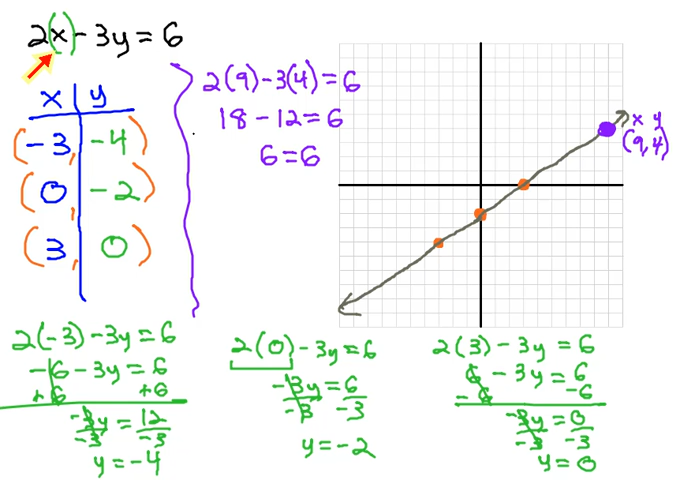 2(x) - 3y = 6
x | y
(-3, -4)
(0, -2)
(3, 0)
2(9) - 3(4) = 6
18 - 12 = 6
6 = 6
x y
(9,4)
2(-3) - 3y = 6
-6 - 3y = 6
+6 +6
-3y = 12
-3 -3
y = -4
2(0) - 3y = 6
-3y = 6
-3 -3
y = -2
2(3) - 3y = 6
6 - 3y = 6
-6 -6
-3y = 0
-3 -3
y = 0